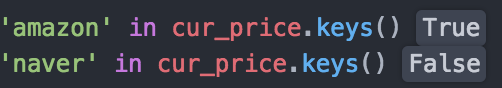 'amazon' in cur_price.keys() True
'naver' in cur_price.keys() False